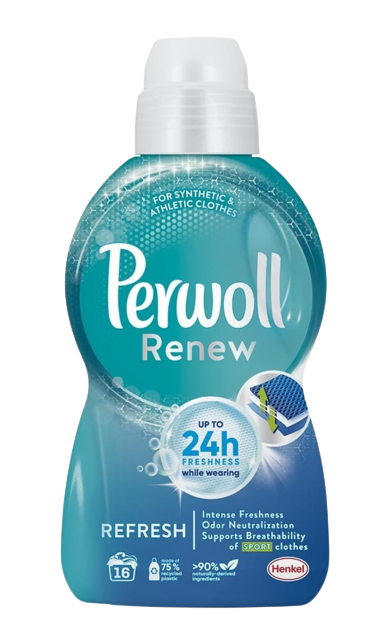 FOR SYNTHETIC &
ATHLETIC CLOTHES
Perwoll
Renew
UP TO
24h
FRESHNESS
while wearing
REFRESH
Intense Freshness
Odor Neutralization
Supports Breathability
of SPORT clothes
16
made of
75%
recycled
plastic
>90%
naturally-derived
ingredients
Henkel